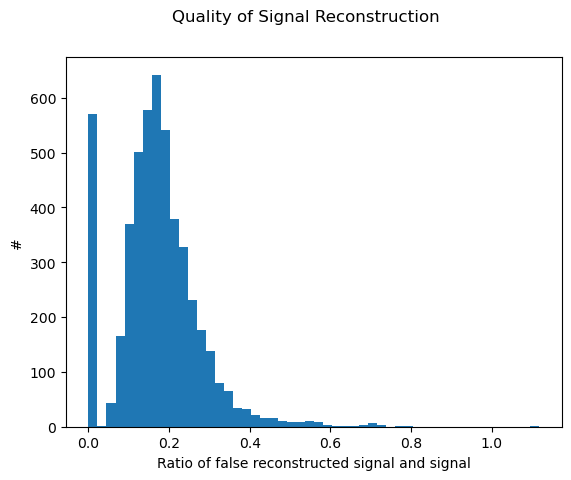 Quality of Signal Reconstruction
600
500
400
300
200
100
0
#
0.0 0.2 0.4 0.6 0.8 1.0
Ratio of false reconstructed signal and signal